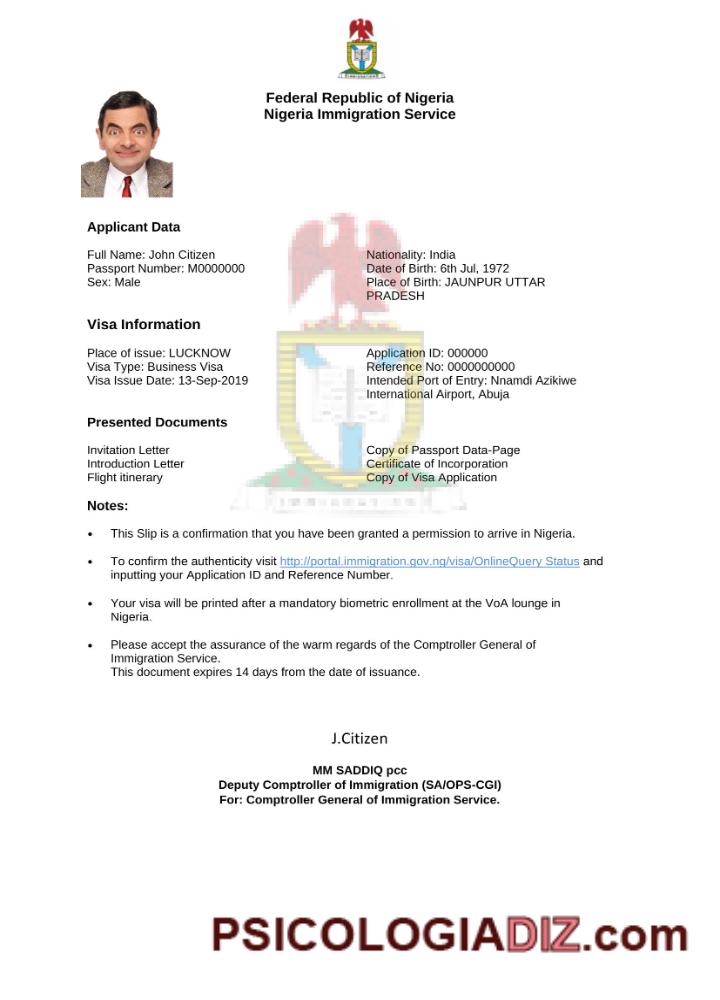 Federal Republic of Nigeria
Nigeria Immigration Service
Applicant Data
Full Name: John Citizen
Passport Number: M0000000
Sex: Male
Nationality: India
Date of Birth: 6th Jul, 1972
Place of Birth: JAUNPUR UTTAR
PRADESH
Visa Information
Place of issue: LUCKNOW
Visa Type: Business Visa
Visa Issue Date: 13-Sep-2019
Application ID: 000000
Reference No: 0000000000
Intended Port of Entry: Nnamdi Azikiwe
International Airport, Abuja
Presented Documents
Invitation Letter
Introduction Letter
Flight itinerary
Copy of Passport Data-Page
Certificate of Incorporation
Copy of Visa Application
Notes:
• This Slip is a confirmation that you have been granted a permission to arrive in Nigeria.
• To confirm the authenticity visit http://portal.immigration.gov.ng/visa/OnlineQuery Status and
inputting your Application ID and Reference Number.
• Your visa will be printed after a mandatory biometric enrollment at the VoA lounge in
Nigeria.
• Please accept the assurance of the warm regards of the Comptroller General of
Immigration Service.
This document expires 14 days from the date of issuance.
J.Citizen
MM SADDIQ pcc
Deputy Comptroller of Immigration (SA/OPS-CGI)
For: Comptroller General of Immigration Service.
PSICOLOGIADIZ.com